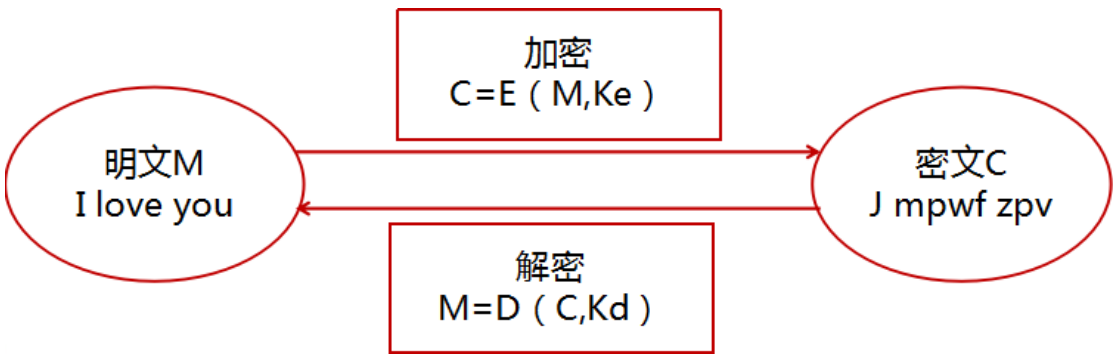 加密
C=E（M,Ke）
明文M
I love you
密文C
J mpwf zpv
解密
M=D（C,Kd）